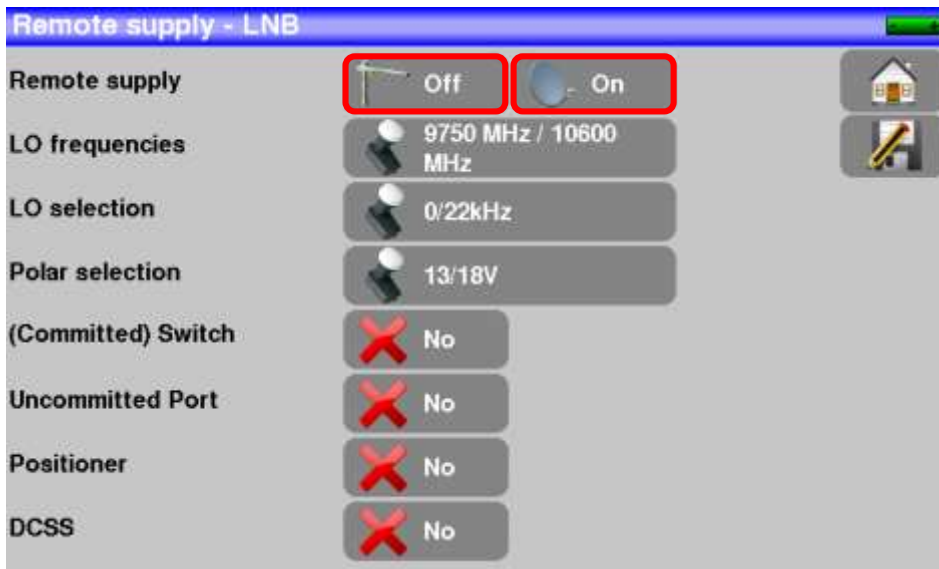 Remote supply - LNB
Remote supply Off On
LO frequencies 9750 MHz / 10600
MHz
LO selection 0/22kHz
Polar selection 13/18V
(Committed) Switch No
Uncommitted Port No
Positioner No
DCSS No